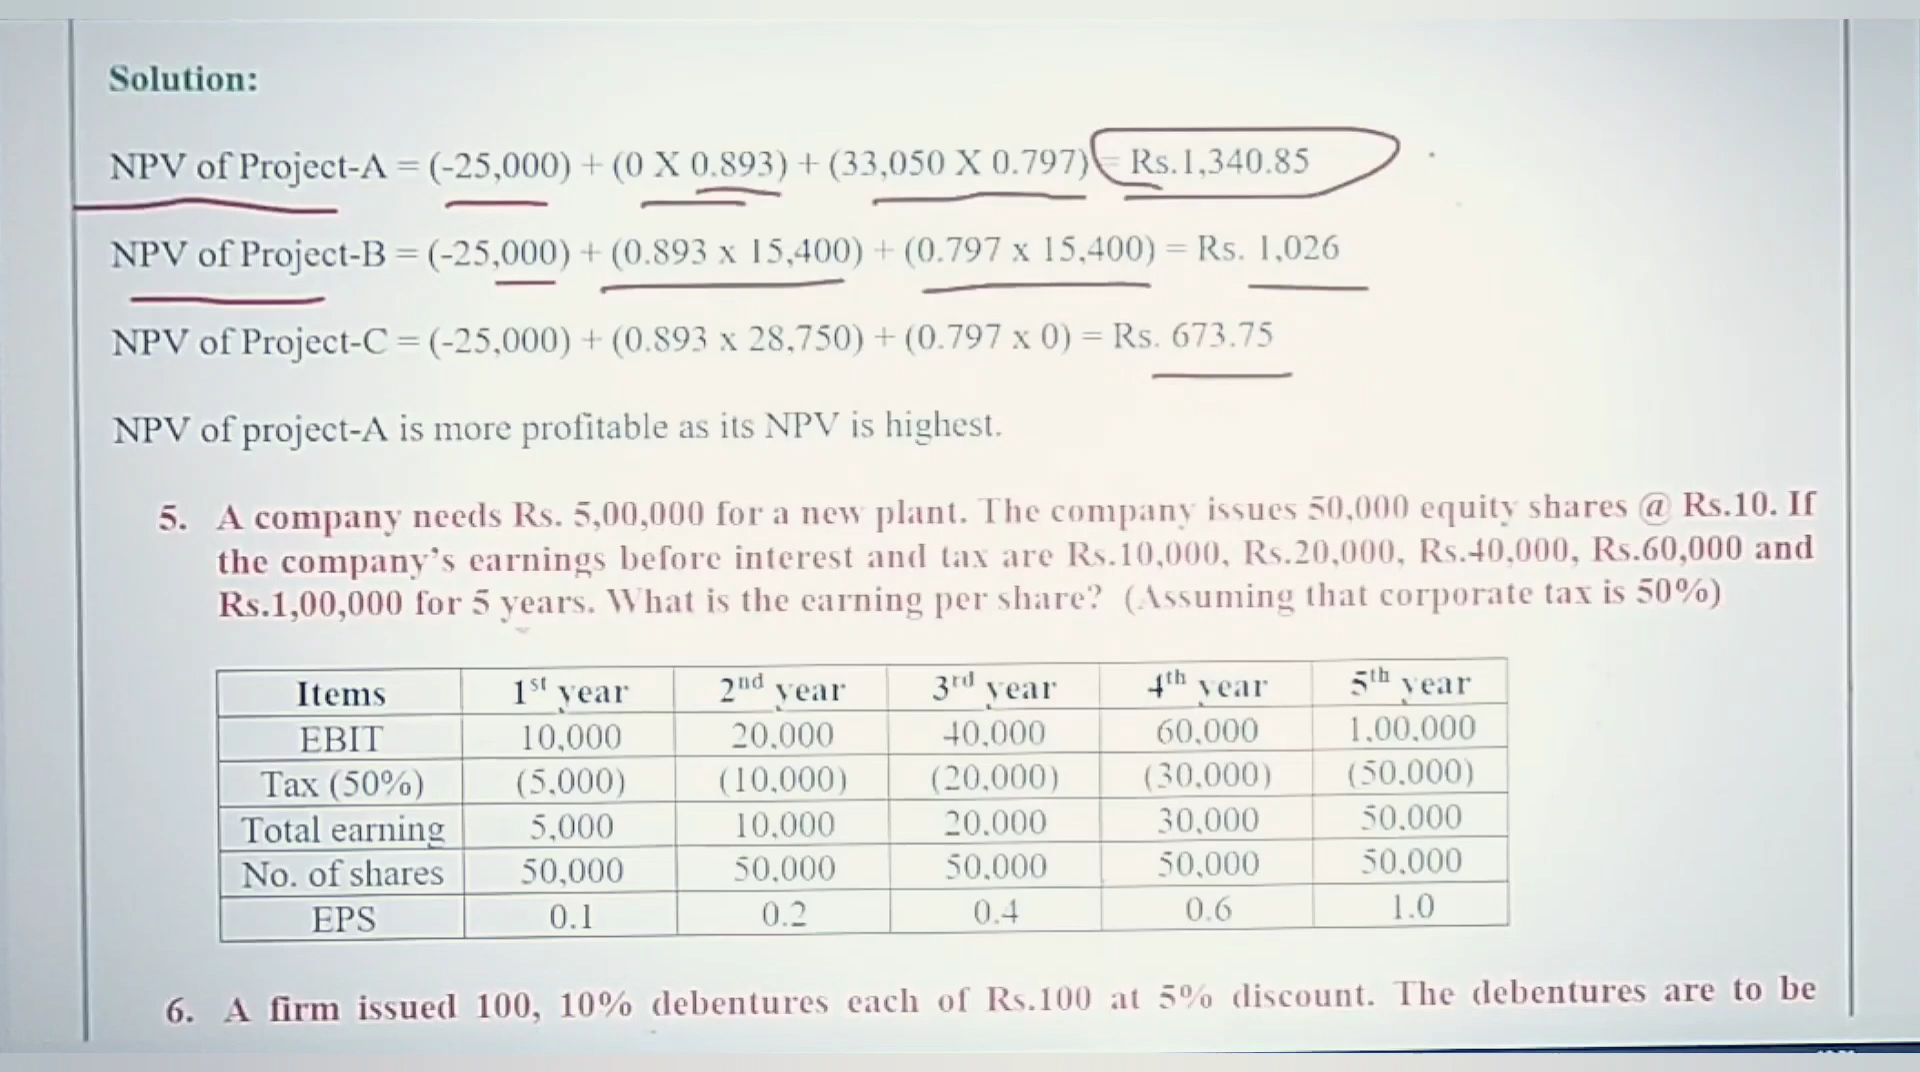 Solution:
NPV of Project-A = (-25,000) + (0 X 0.893) + (33,050 X 0.797) = Rs.1,340.85
NPV of Project-B = (-25,000) + (0.893 x 15,400) + (0.797 x 15,400) = Rs. 1,026
NPV of Project-C = (-25,000) + (0.893 x 28,750) + (0.797 x 0) = Rs. 673.75
NPV of project-A is more profitable as its NPV is highest.
5. A company needs Rs. 5,00,000 for a new plant. The company issues 50,000 equity shares @ Rs.10. If
the company's earnings before interest and tax are Rs.10,000, Rs.20,000, Rs.40,000, Rs.60,000 and
Rs.1,00,000 for 5 years. What is the earning per share? (Assuming that corporate tax is 50%)
Items 1st year 2nd year 3rd year 4th year 5th year
EBIT 10,000 20,000 40,000 60,000 1,00,000
Tax (50%) (5,000) (10,000) (20,000) (30,000) (50,000)
Total earning 5,000 10,000 20,000 30,000 50,000
No. of shares 50,000 50,000 50,000 50,000 50,000
EPS 0.1 0.2 0.4 0.6 1.0
6. A firm issued 100, 10% debentures each of Rs.100 at 5% discount. The debentures are to be